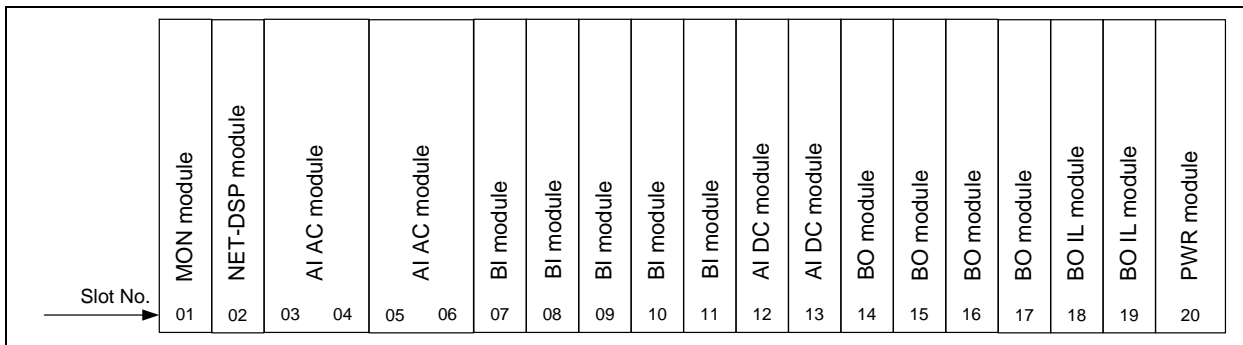 MON module
NET-DSP module
AI AC module
AI AC module
BI module
BI module
BI module
BI module
BI module
AI DC module
AI DC module
BO module
BO module
BO module
BO module
BO IL module
BO IL module
PWR module
Slot No.
01 02 03 04 05 06 07 08 09 10 11 12 13 14 15 16 17 18 19 20